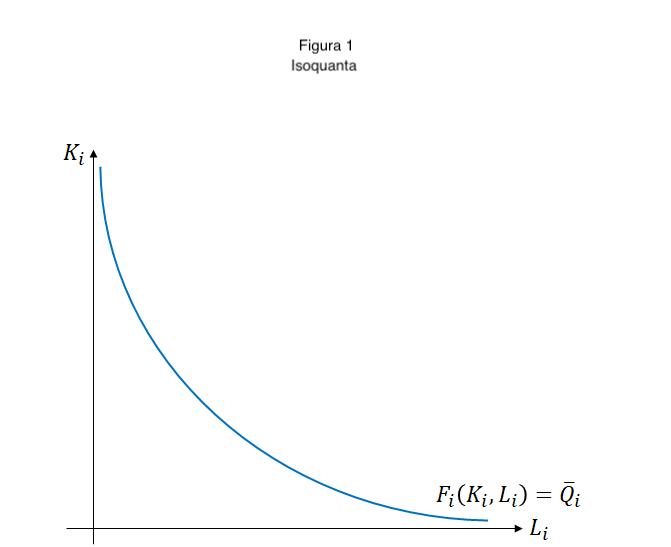 Figura 1
Isoquanta
Kᵢ
Fᵢ(Kᵢ, Lᵢ) = Q̄ᵢ
Lᵢ